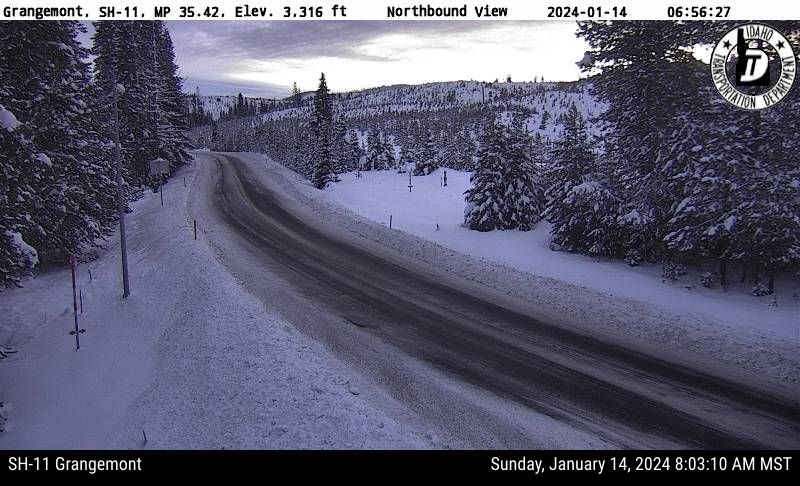 Grangemont, SH-11, MP 35.42, Elev. 3,316 ft Northbound View 2024-01-14 06:56:27
IDAHO
TRANSPORTATION DEPARTMENT
SH-11 Grangemont Sunday, January 14, 2024 8:03:10 AM MST